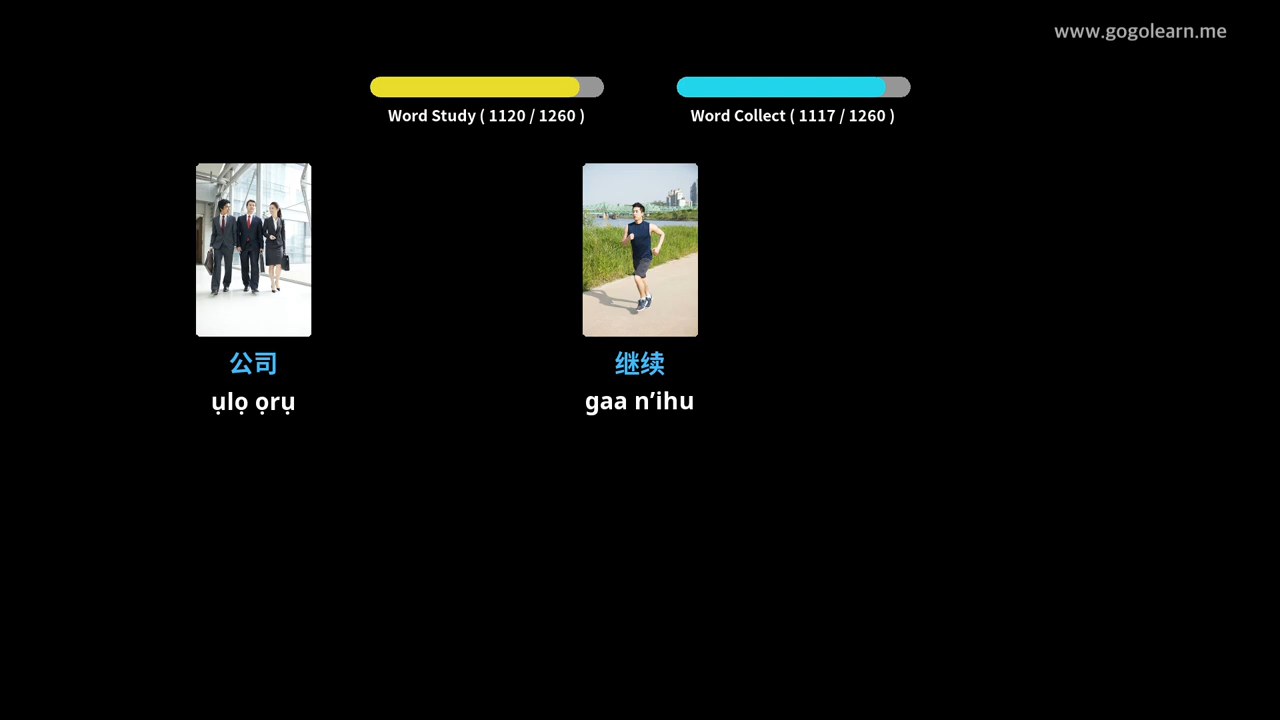 www.gogolearn.me
Word Study ( 1120 / 1260 )
Word Collect ( 1117 / 1260 )
公司
ụlọ ọrụ
继续
gaa n’ihu